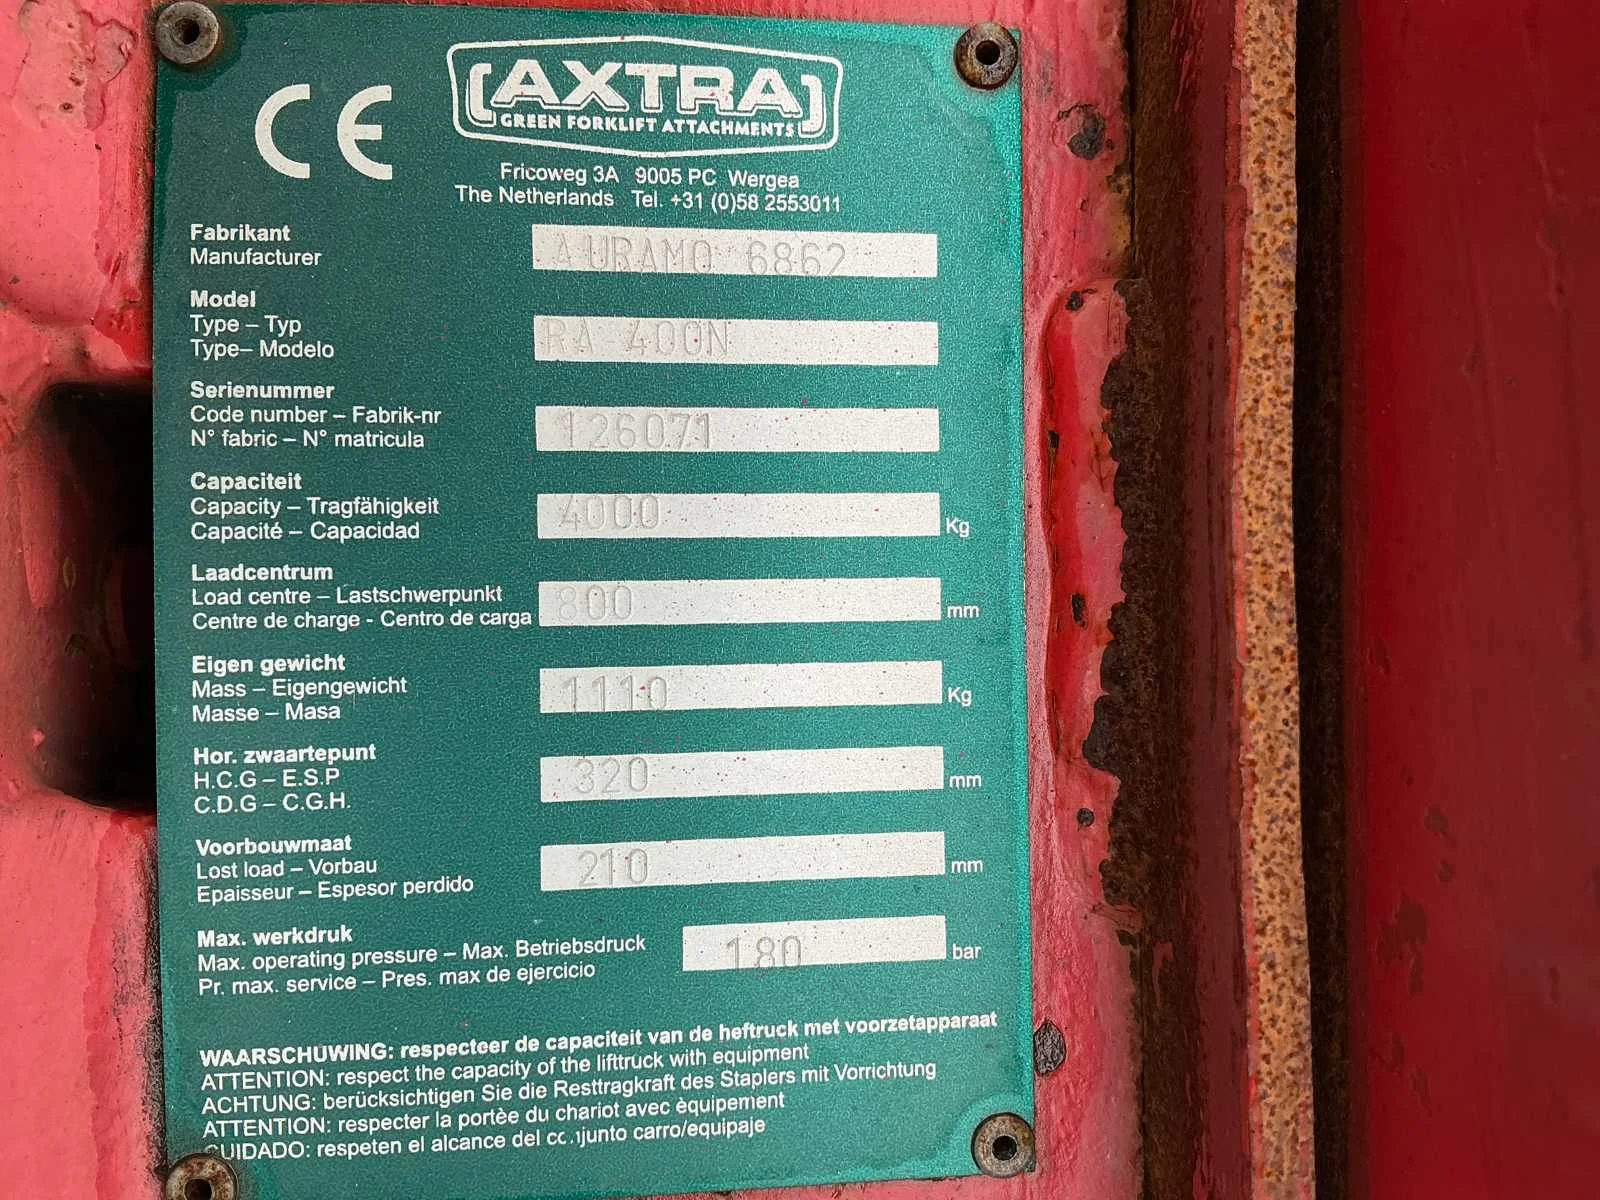 CE
AXTRA
GREEN FORKLIFT ATTACHMENTS
Fricoweg 3A 9005 PC Wergea
The Netherlands Tel. +31 (0)58 2553011
Fabrikant
Manufacturer
AURAMO 6862
Model
Type – Typ
Type– Modelo
RA 400N
Serienummer
Code number – Fabrik-nr
N° fabric – N° matricula
126071
Capaciteit
Capacity – Tragfähigkeit
Capacité – Capacidad
4000 Kg
Laadcentrum
Load centre – Lastschwerpunkt
Centre de charge - Centro de carga
800 mm
Eigen gewicht
Mass – Eigengewicht
Masse – Masa
1110 Kg
Hor. zwaartepunt
H.C.G – E.S.P
C.D.G – C.G.H.
320 mm
Voorbouwmaat
Lost load – Vorbau
Epaisseur – Espesor perdido
210 mm
Max. werkdruk
Max. operating pressure – Max. Betriebsdruck
Pr. max. service – Pres. max de ejercicio
180 bar
WAARSCHUWING: respecteer de capaciteit van de heftruck met voorzetapparaat
ATTENTION: respect the capacity of the lifttruck with equipment
ACHTUNG: berücksichtigen Sie die Resttragkraft des Staplers mit Vorrichtung
ATTENTION: respecter la portèe du chariot avec èquipement
CUIDADO: respeten el alcance del conjunto carro/equipaje